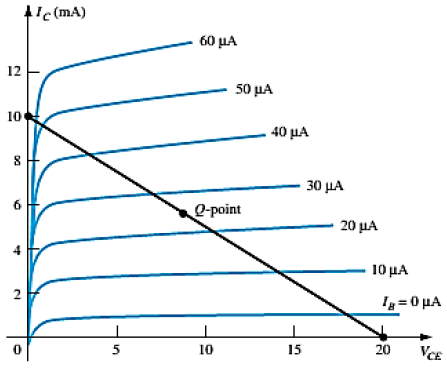 I_C (mA)
60 µA
12
50 µA
10
40 µA
8
30 µA
6
Q-point
20 µA
4
10 µA
2
I_B = 0 µA
0
5
10
15
20
V_CE